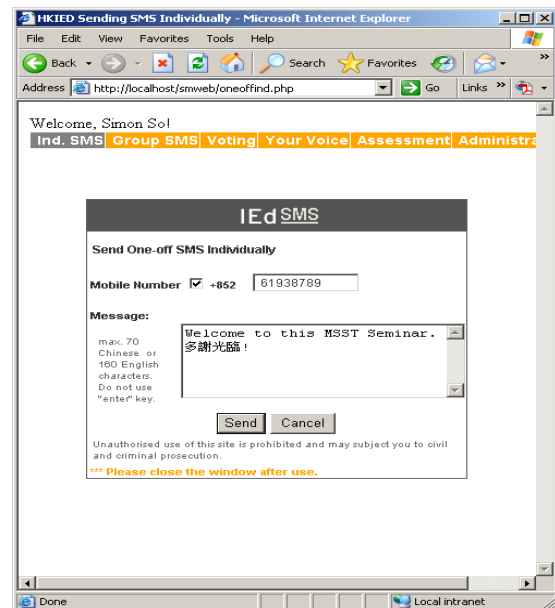 HKIED Sending SMS Individually - Microsoft Internet Explorer
File Edit View Favorites Tools Help
Back Search Favorites »
Address http://localhost/smweb/oneoffind.php Go Links »
Welcome, Simon So!
Ind. SMS Group SMS Voting Your Voice Assessment Administra
IEd SMS
Send One-off SMS Individually
Mobile Number +852 61938789
Message:
max. 70
Chinese or
160 English
characters.
Do not use
"enter" key.
Welcome to this MSST Seminar.
多謝光臨!
Send Cancel
Unauthorised use of this site is prohibited and may subject you to civil
and criminal prosecution.
*** Please close the window after use.
Done Local intranet